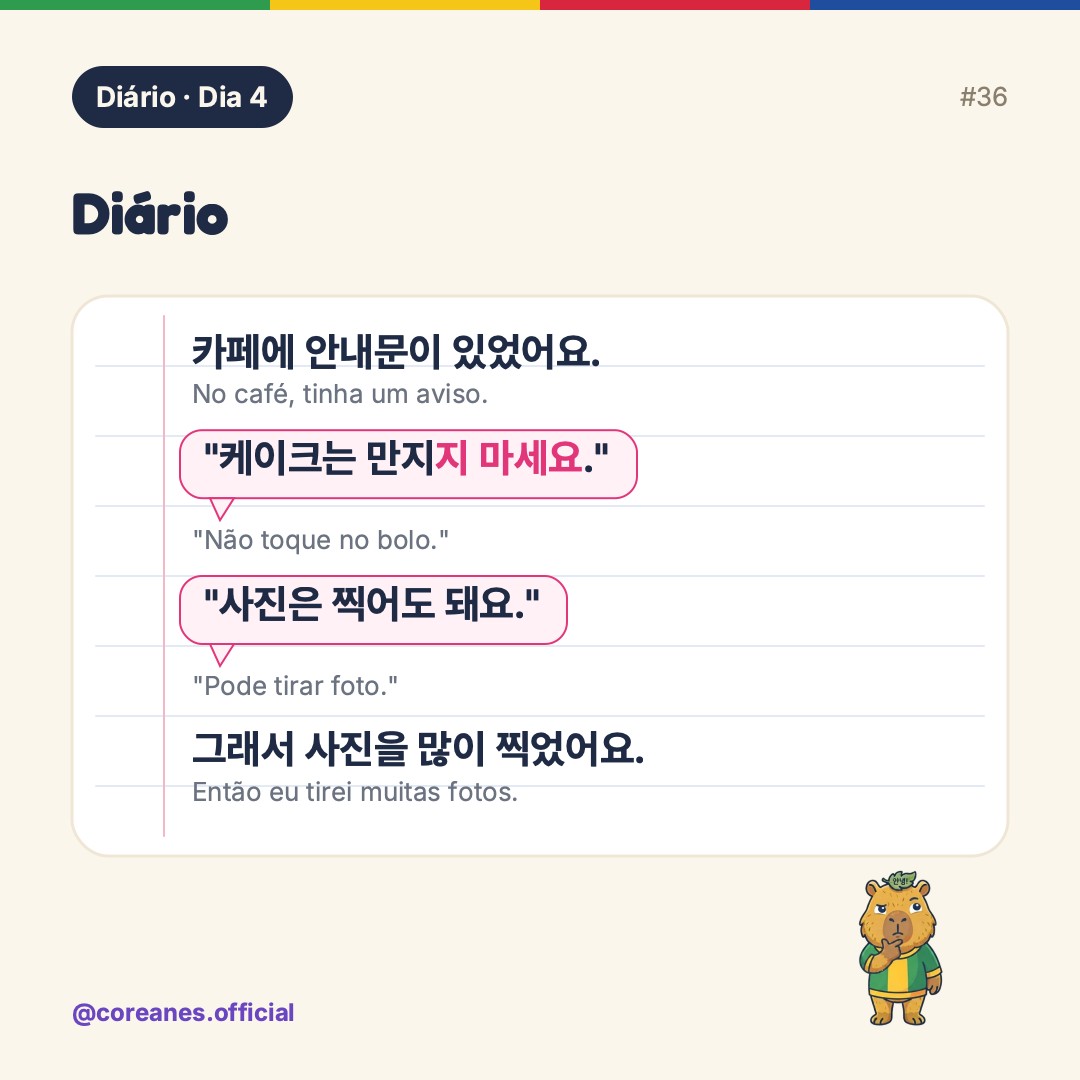 Diário · Dia 4
#36
Diário
카페에 안내문이 있었어요.
No café, tinha um aviso.
"케이크는 만지지 마세요."
"Não toque no bolo."
"사진은 찍어도 돼요."
"Pode tirar foto."
그래서 사진을 많이 찍었어요.
Então eu tirei muitas fotos.
안녕!
@coreanes.official